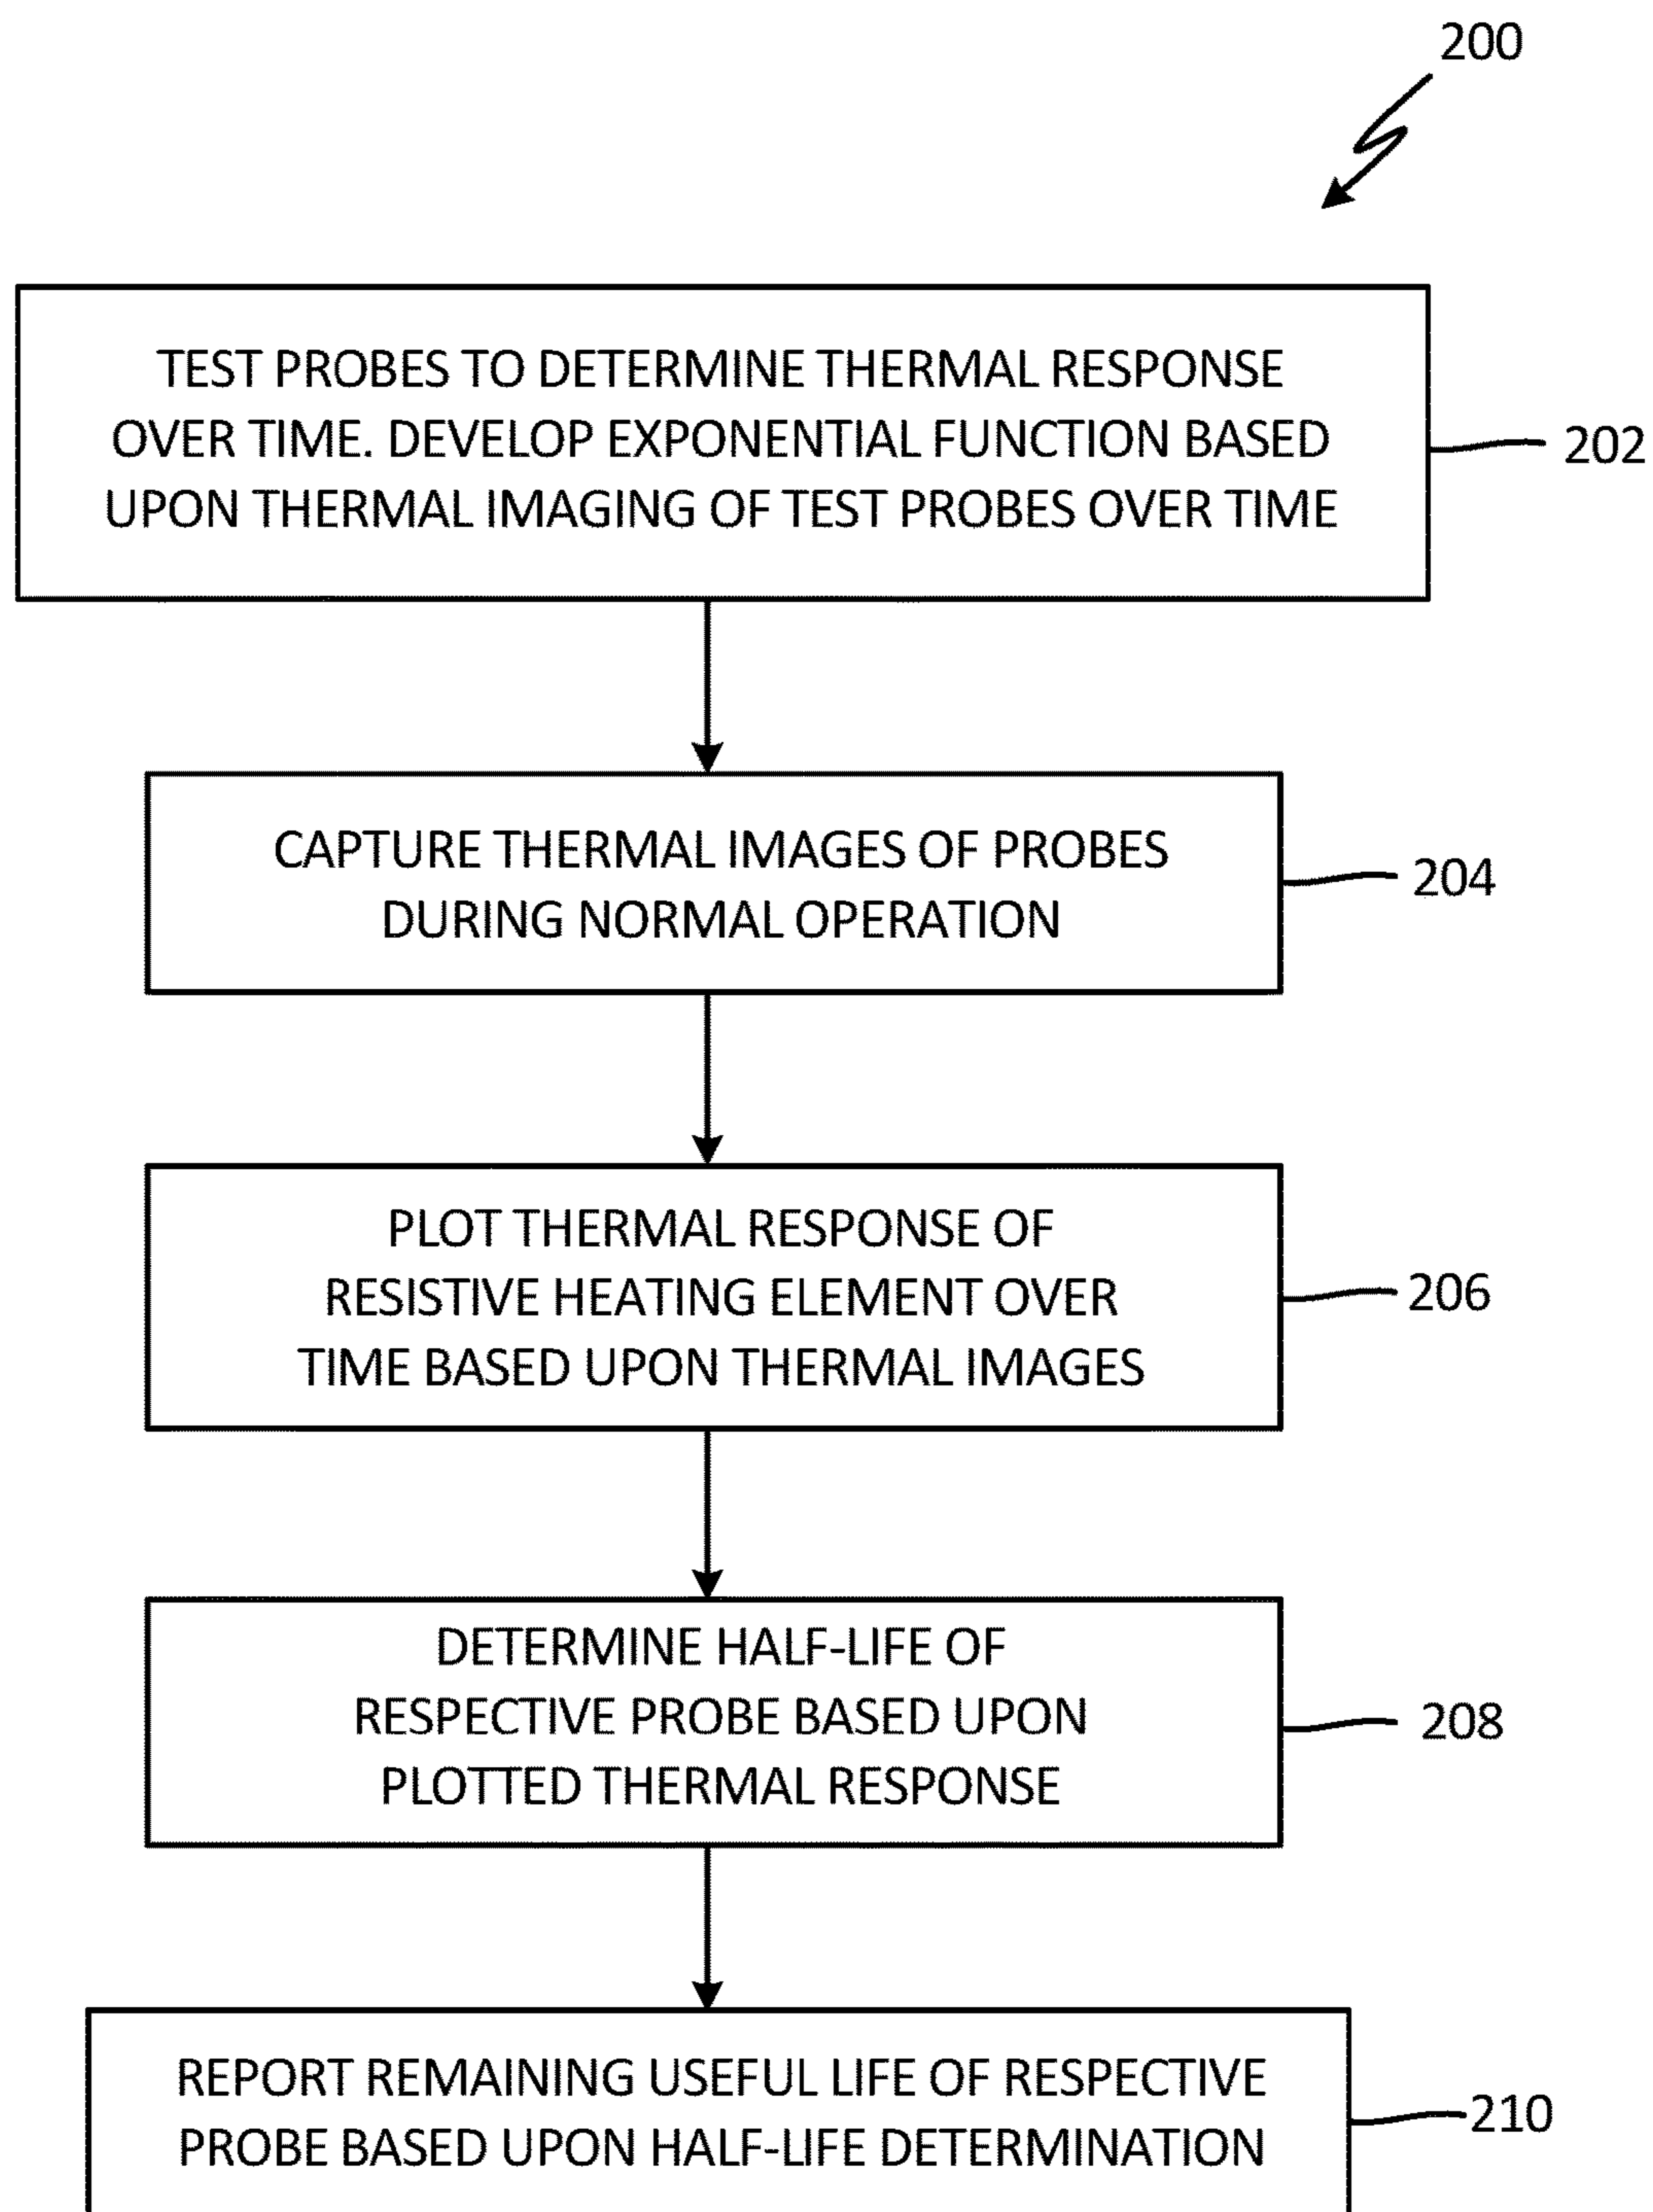 200
TEST PROBES TO DETERMINE THERMAL RESPONSE
OVER TIME. DEVELOP EXPONENTIAL FUNCTION BASED
UPON THERMAL IMAGING OF TEST PROBES OVER TIME
202
CAPTURE THERMAL IMAGES OF PROBES
DURING NORMAL OPERATION
204
PLOT THERMAL RESPONSE OF
RESISTIVE HEATING ELEMENT OVER
TIME BASED UPON THERMAL IMAGES
206
DETERMINE HALF-LIFE OF
RESPECTIVE PROBE BASED UPON
PLOTTED THERMAL RESPONSE
208
REPORT REMAINING USEFUL LIFE OF RESPECTIVE
PROBE BASED UPON HALF-LIFE DETERMINATION
210